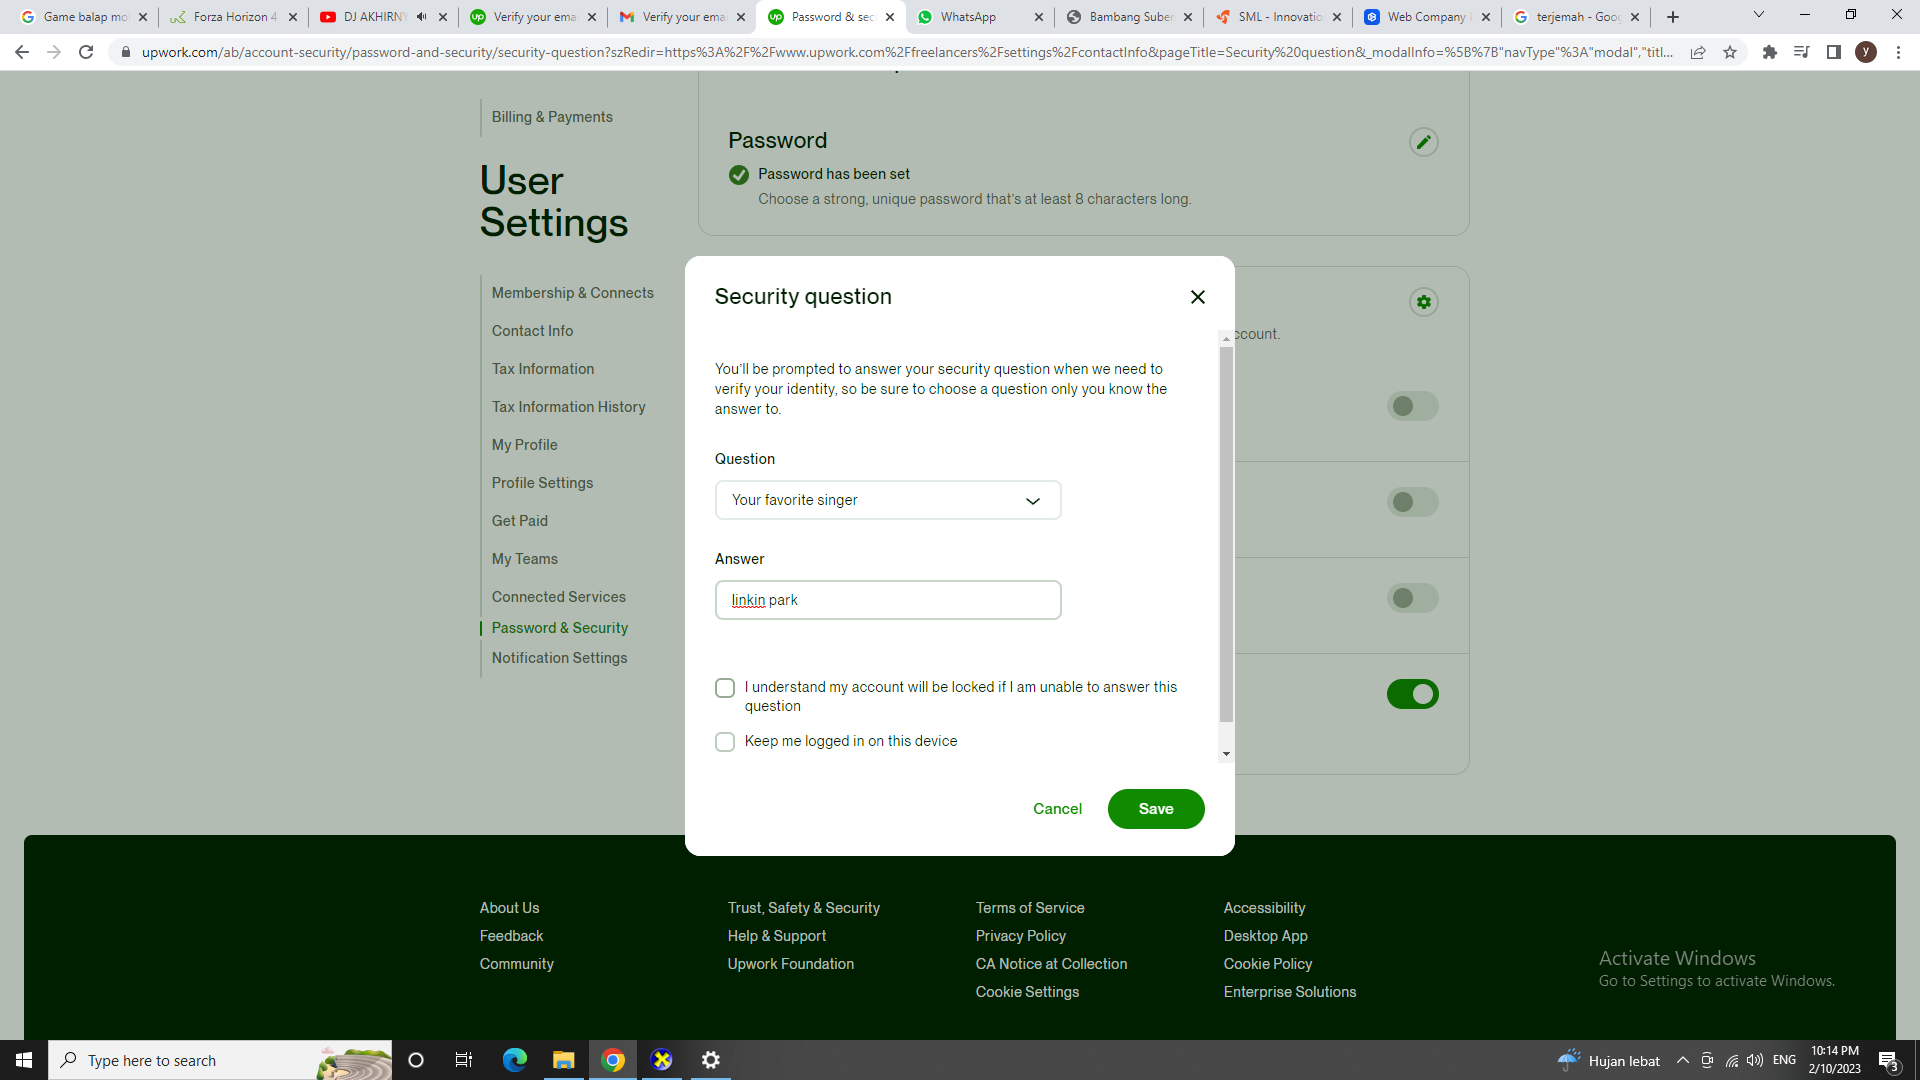 Game balap mo
Forza Horizon 4
DJ AKHIRNY
Verify your ema
Verify your ema
Password & sec
WhatsApp
Bambang Suber
SML - Innovatio
Web Company
terjemah - Goog
upwork.com/ab/account-security/password-and-security/security-question?szRedir=https%3A%2F%2Fwww.upwork.com%2Ffreelancers%2Fsettings%2FcontactInfo&pageTitle=Security%20question&_modalInfo=%5B%7B"navType"%3A"modal","titl...
y
Billing & Payments
User
Settings
Membership & Connects
Contact Info
Tax Information
Tax Information History
My Profile
Profile Settings
Get Paid
My Teams
Connected Services
Password & Security
Notification Settings
Password
Password has been set
Choose a strong, unique password that's at least 8 characters long.
ccount.
Security question
You'll be prompted to answer your security question when we need to
verify your identity, so be sure to choose a question only you know the
answer to.
Question
Your favorite singer
Answer
linkin park
I understand my account will be locked if I am unable to answer this
question
Keep me logged in on this device
Cancel
Save
About Us
Feedback
Community
Trust, Safety & Security
Help & Support
Upwork Foundation
Terms of Service
Privacy Policy
CA Notice at Collection
Cookie Settings
Accessibility
Desktop App
Cookie Policy
Enterprise Solutions
Activate Windows
Go to Settings to activate Windows.
Type here to search
Hujan lebat
ENG
10:14 PM
2/10/2023
3